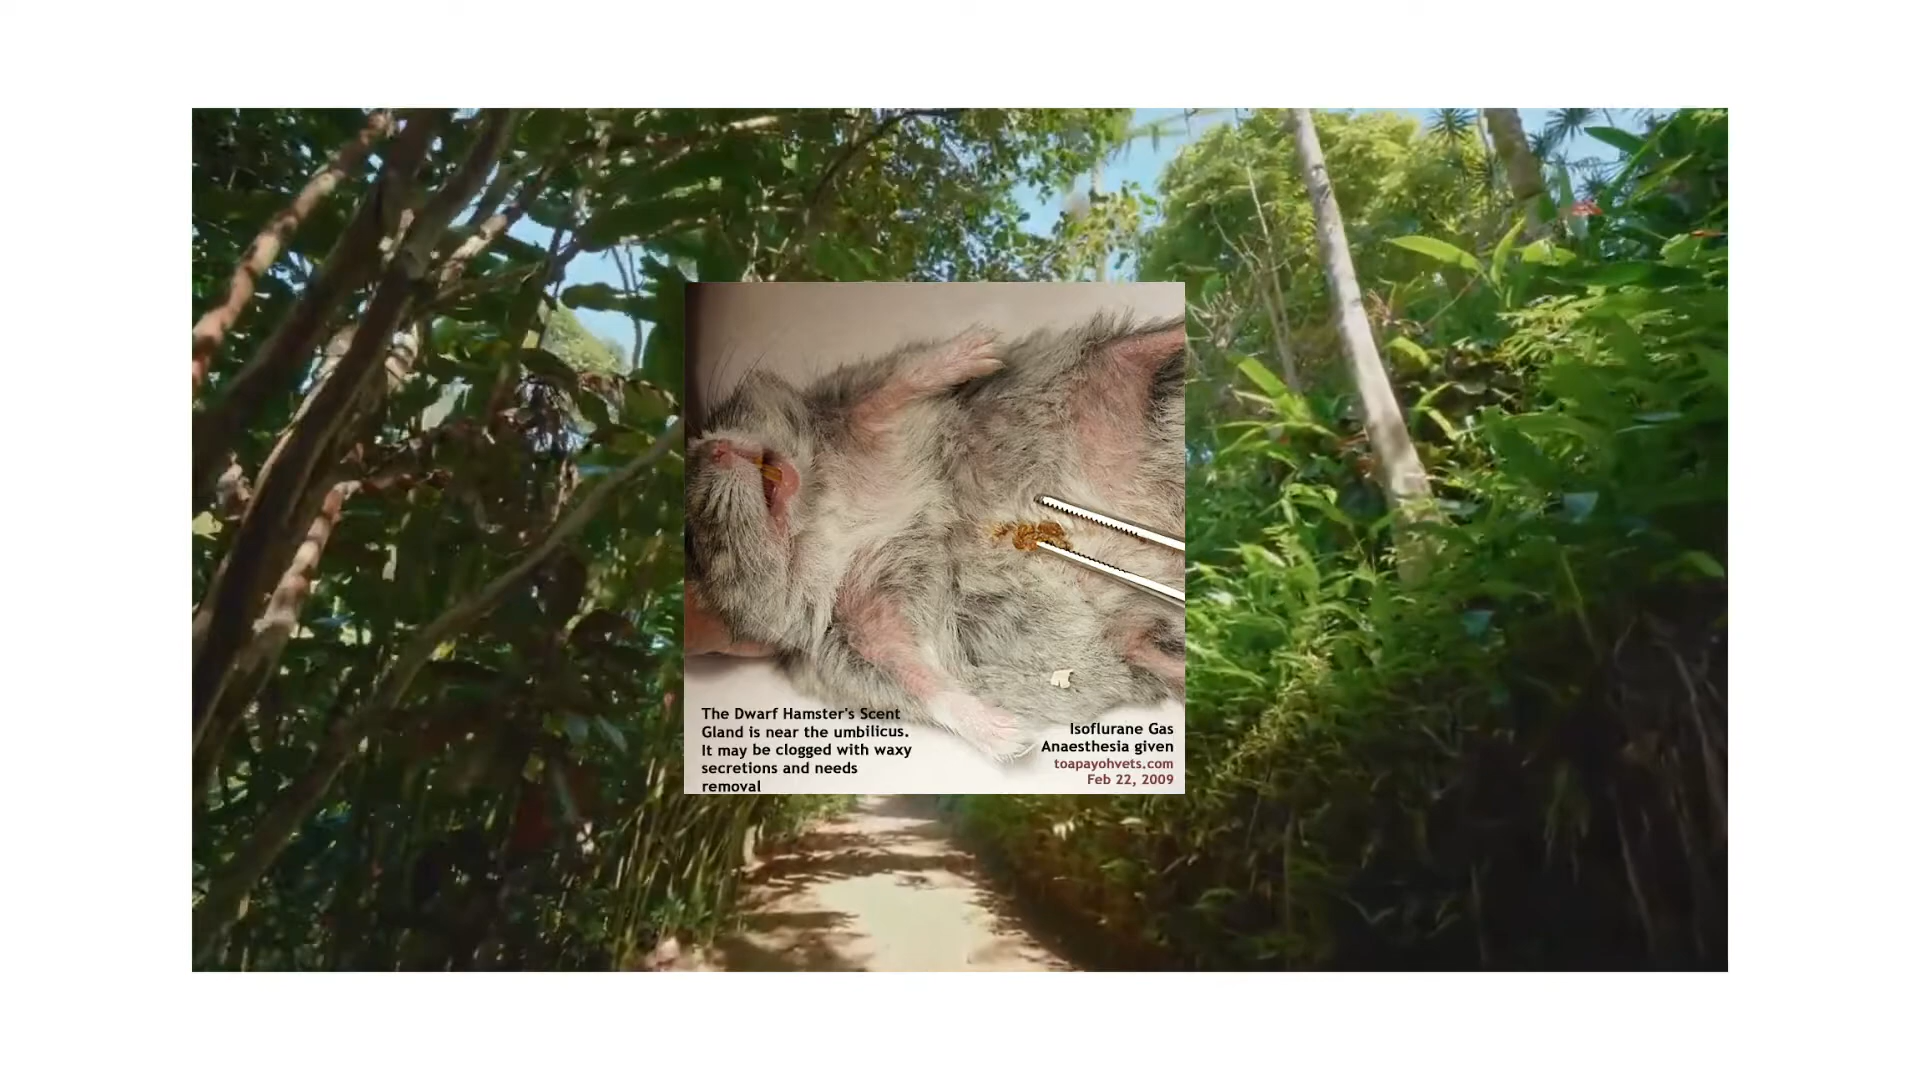 The Dwarf Hamster's Scent
Gland is near the umbilicus.
It may be clogged with waxy
secretions and needs
removal
Isoflurane Gas
Anaesthesia given
toapayohvets.com
Feb 22, 2009